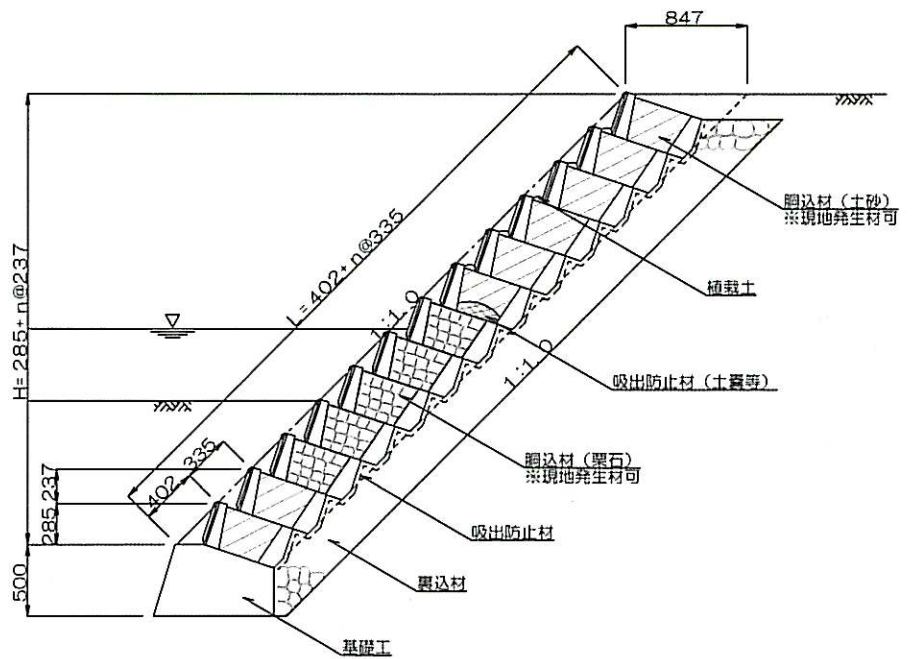 847
胴込材（土砂）
※現地発生材可
L=402+n@335
植栽土
1:1.0
H=285+n@237
1:1.0
吸出防止材（土嚢等）
胴込材（栗石）
※現地発生材可
402
335
237
285
吸出防止材
裏込材
500
基礎工